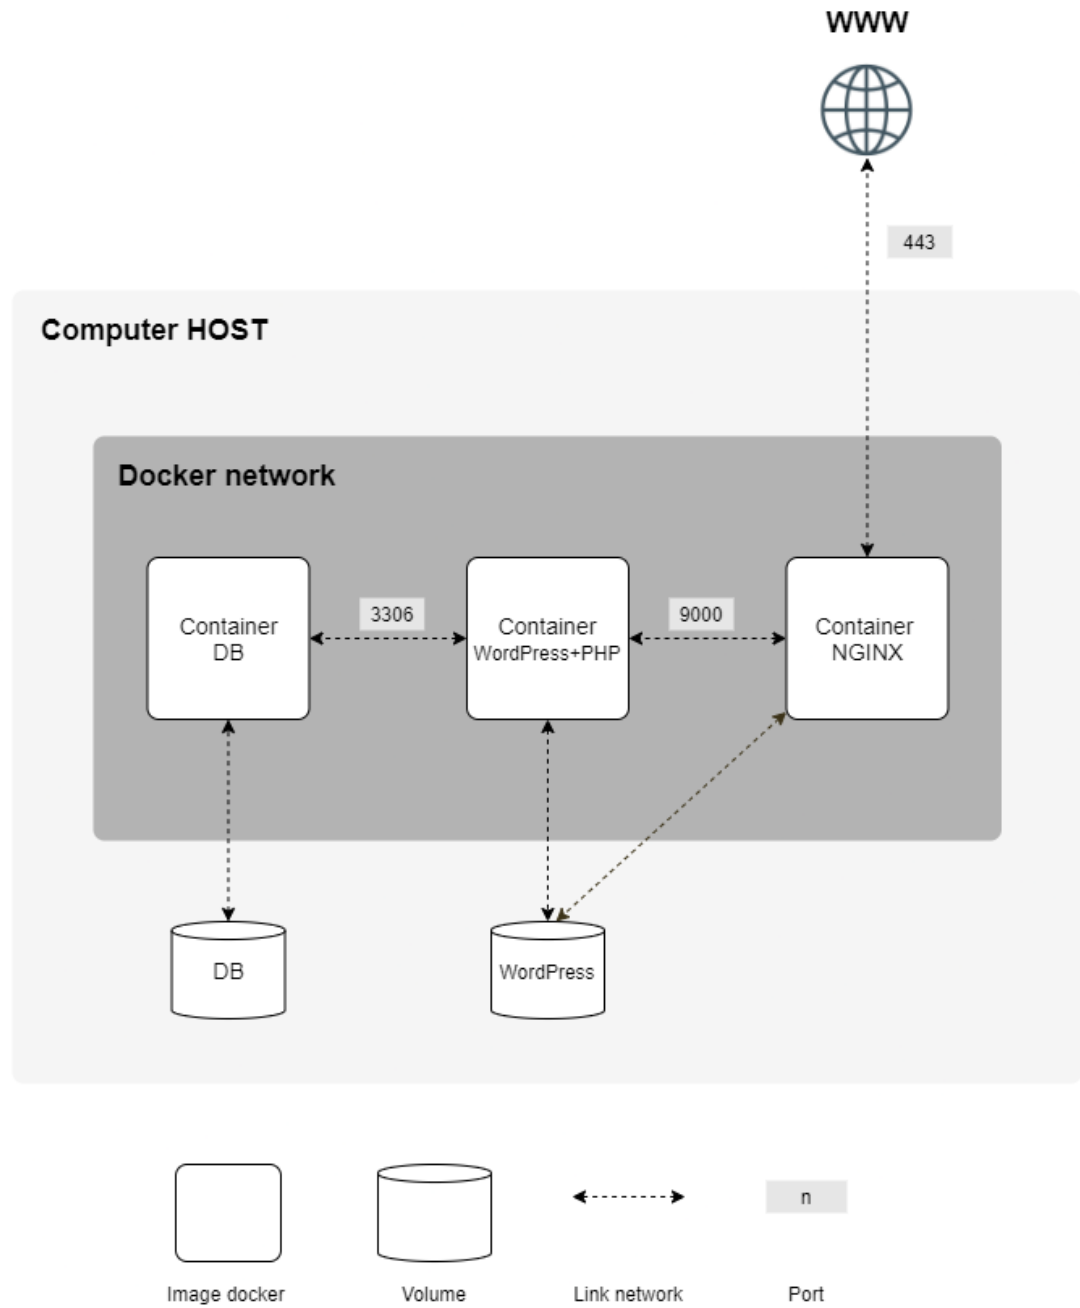 WWW
443
Computer HOST
Docker network
3306
9000
Container
DB
Container
WordPress+PHP
Container
NGINX
DB
WordPress
n
Image docker
Volume
Link network
Port